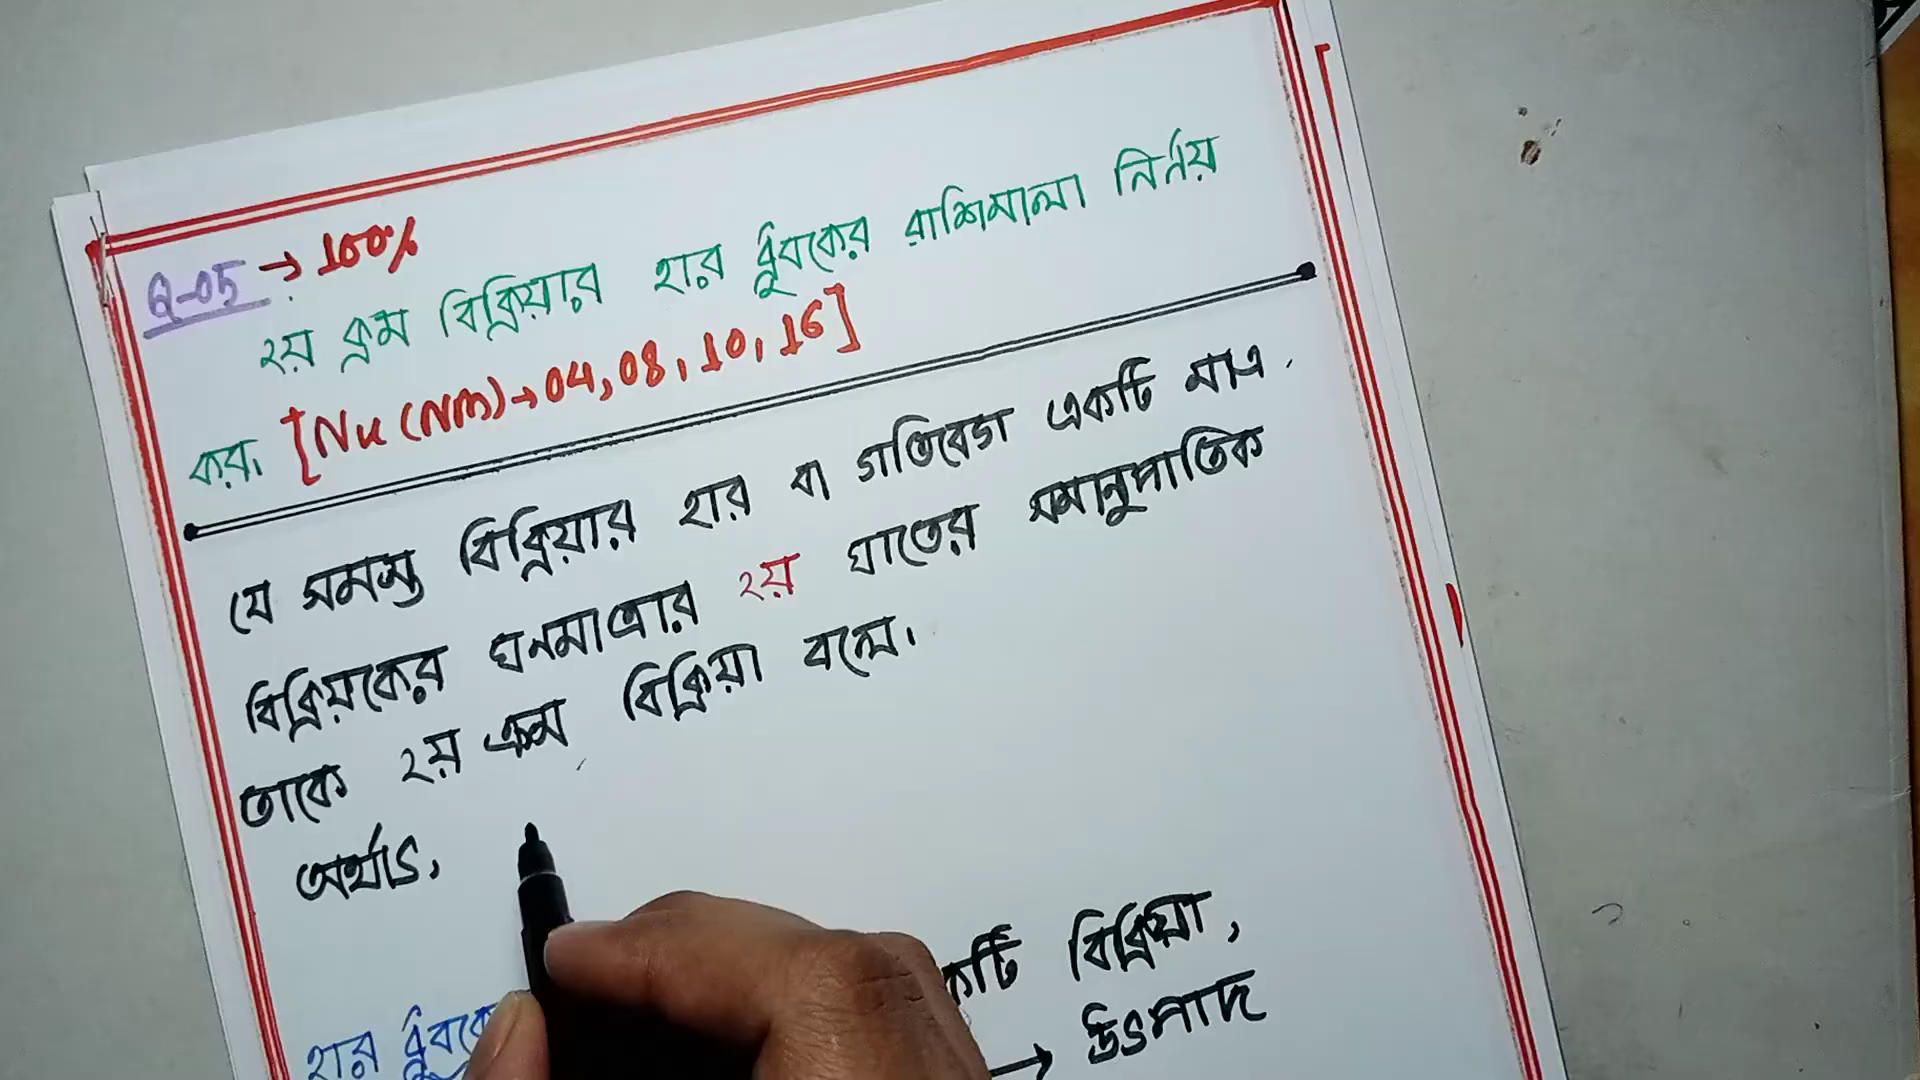 Q-05 → 100%
২য় ক্রম বিক্রিয়ার হার ধ্রুবকের রাশিমালা নির্ণয়
কর। [Nu (NM) → 04, 08, 10, 16]
যে সমস্ত বিক্রিয়ার হার বা গতিবেগ একটি মাত্র
বিক্রিয়কের ঘনমাত্রার ২য় ঘাতের সমানুপাতিক
তাকে ২য় ক্রম বিক্রিয়া বলে।
অর্থাৎ,
কটি বিক্রিয়া,
হার ধ্রুবকে
→ উৎপাদ